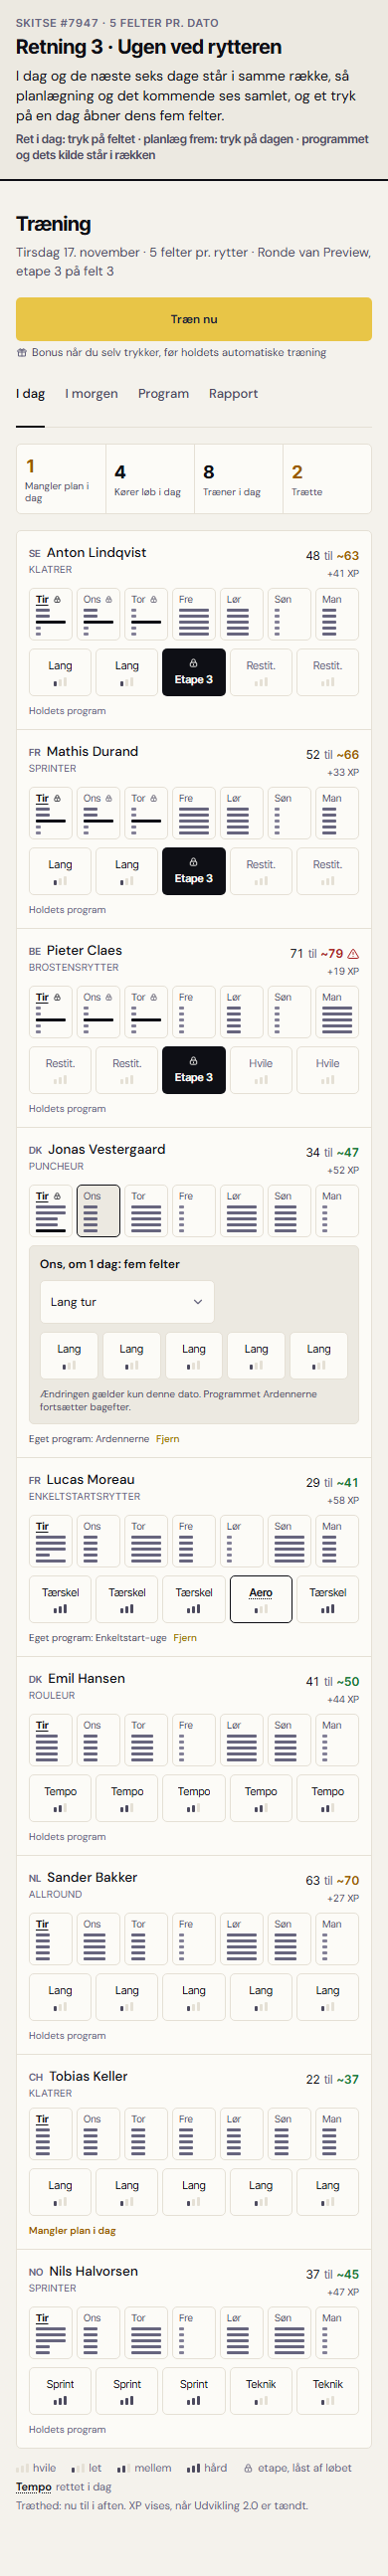 SKITSE #7947 · 5 FELTER PR. DATO
Retning 3 · Ugen ved rytteren
I dag og de næste seks dage står i samme række, så
planlægning og det kommende ses samlet, og et tryk
på en dag åbner dens fem felter.
Ret i dag: tryk på feltet · planlæg frem: tryk på dagen · programmet
og dets kilde står i rækken
Træning
Tirsdag 17. november · 5 felter pr. rytter · Ronde van Preview,
etape 3 på felt 3
Træn nu
Bonus når du selv trykker, før holdets automatiske træning
I dag I morgen Program Rapport
1 4 8 2
Mangler plan i dag Kører løb i dag Træner i dag Trætte
SE Anton Lindqvist 48 til ~63
KLATRER +41 XP
Tir Ons Tor Fre Lør Søn Man
Lang Lang Etape 3 Restit. Restit.
Holdets program
FR Mathis Durand 52 til ~66
SPRINTER +33 XP
Tir Ons Tor Fre Lør Søn Man
Lang Lang Etape 3 Restit. Restit.
Holdets program
BE Pieter Claes 71 til ~79
BROSTENSRYTTER +19 XP
Tir Ons Tor Fre Lør Søn Man
Restit. Restit. Etape 3 Hvile Hvile
Holdets program
DK Jonas Vestergaard 34 til ~47
PUNCHEUR +52 XP
Tir Ons Tor Fre Lør Søn Man
Ons, om 1 dag: fem felter
Lang tur
Lang Lang Lang Lang Lang
Ændringen gælder kun denne dato. Programmet Ardennerne
fortsætter bagefter.
Eget program: Ardennerne Fjern
FR Lucas Moreau 29 til ~41
ENKELTSTARTSRYTTER +58 XP
Tir Ons Tor Fre Lør Søn Man
Tærskel Tærskel Tærskel Aero Tærskel
Eget program: Enkeltstart-uge Fjern
DK Emil Hansen 41 til ~50
ROULEUR +44 XP
Tir Ons Tor Fre Lør Søn Man
Tempo Tempo Tempo Tempo Tempo
Holdets program
NL Sander Bakker 63 til ~70
ALLROUND +27 XP
Tir Ons Tor Fre Lør Søn Man
Lang Lang Lang Lang Lang
Holdets program
CH Tobias Keller 22 til ~37
KLATRER
Tir Ons Tor Fre Lør Søn Man
Lang Lang Lang Lang Lang
Mangler plan i dag
NO Nils Halvorsen 37 til ~45
SPRINTER +47 XP
Tir Ons Tor Fre Lør Søn Man
Sprint Sprint Sprint Teknik Teknik
Holdets program
hvile let mellem hård etape, låst af løbet
Tempo rettet i dag
Træthed: nu til i aften. XP vises, når Udvikling 2.0 er tændt.